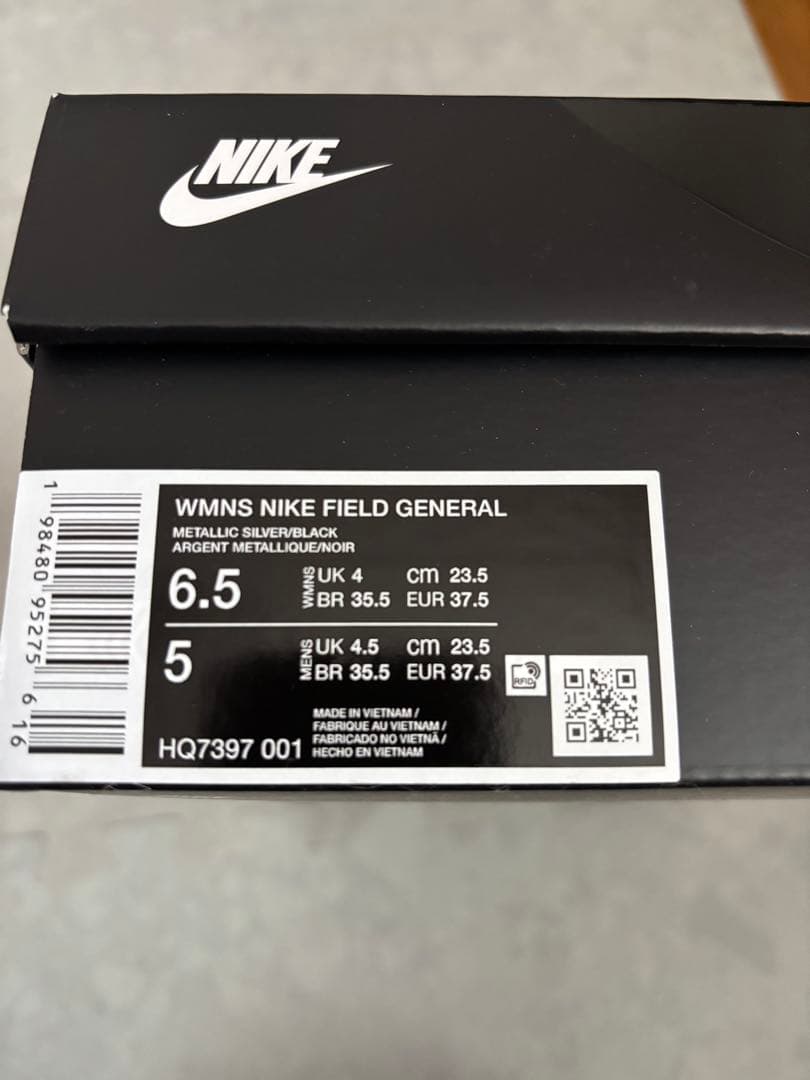 NIKE
WMNS NIKE FIELD GENERAL
METALLIC SILVER/BLACK
ARGENT METALLIQUE/NOIR
6.5 WMNS UK 4 cm 23.5
BR 35.5 EUR 37.5
5 MENS UK 4.5 cm 23.5
BR 35.5 EUR 37.5
RFID
MADE IN VIETNAM /
FABRIQUE AU VIETNAM /
FABRICADO NO VIETNÃ /
HQ7397 001 HECHO EN VIETNAM
1 98480 95275 6 16